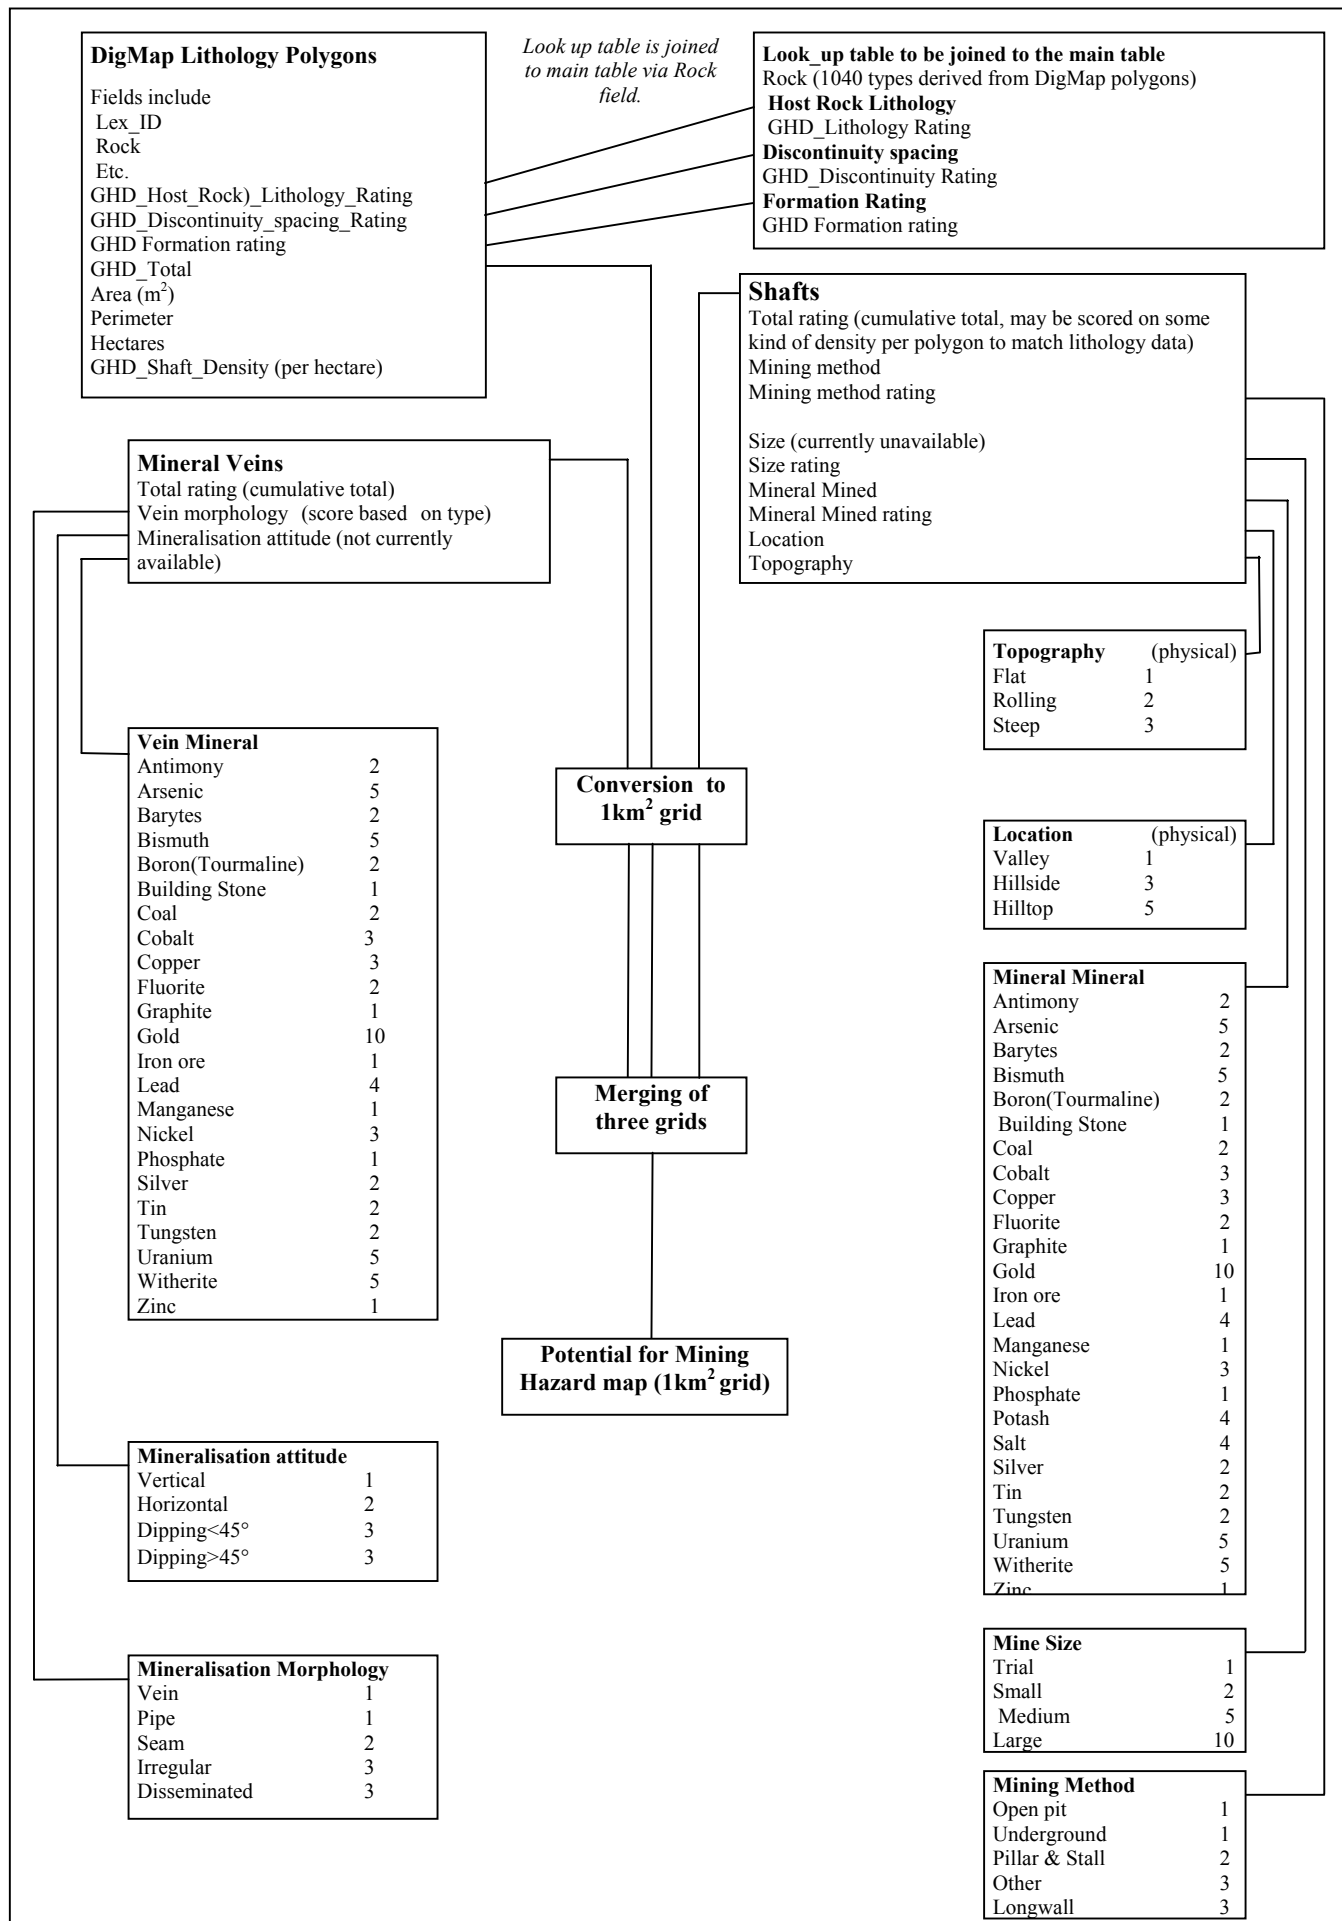 DigMap Lithology Polygons
Fields include
Lex_ID
Rock
Etc.
GHD_Host_Rock)_Lithology_Rating
GHD_Discontinuity_spacing_Rating
GHD Formation rating
GHD_Total
Area (m²)
Perimeter
Hectares
GHD_Shaft_Density (per hectare)
Look up table is joined
to main table via Rock
field.
Look_up table to be joined to the main table
Rock (1040 types derived from DigMap polygons)
Host Rock Lithology
GHD_Lithology Rating
Discontinuity spacing
GHD_Discontinuity Rating
Formation Rating
GHD Formation rating
Shafts
Total rating (cumulative total, may be scored on some
kind of density per polygon to match lithology data)
Mining method
Mining method rating
Size (currently unavailable)
Size rating
Mineral Mined
Mineral Mined rating
Location
Topography
Mineral Veins
Total rating (cumulative total)
Vein morphology (score based on type)
Mineralisation attitude (not currently
available)
Vein Mineral
Antimony 2
Arsenic 5
Barytes 2
Bismuth 5
Boron(Tourmaline) 2
Building Stone 1
Coal 2
Cobalt 3
Copper 3
Fluorite 2
Graphite 1
Gold 10
Iron ore 1
Lead 4
Manganese 1
Nickel 3
Phosphate 1
Silver 2
Tin 2
Tungsten 2
Uranium 5
Witherite 5
Zinc 1
Mineralisation attitude
Vertical 1
Horizontal 2
Dipping<45° 3
Dipping>45° 3
Mineralisation Morphology
Vein 1
Pipe 1
Seam 2
Irregular 3
Disseminated 3
Conversion to
1km² grid
Merging of
three grids
Potential for Mining
Hazard map (1km² grid)
Topography (physical)
Flat 1
Rolling 2
Steep 3
Location (physical)
Valley 1
Hillside 3
Hilltop 5
Mineral Mineral
Antimony 2
Arsenic 5
Barytes 2
Bismuth 5
Boron(Tourmaline) 2
Building Stone 1
Coal 2
Cobalt 3
Copper 3
Fluorite 2
Graphite 1
Gold 10
Iron ore 1
Lead 4
Manganese 1
Nickel 3
Phosphate 1
Potash 4
Salt 4
Silver 2
Tin 2
Tungsten 2
Uranium 5
Witherite 5
Zinc 1
Mine Size
Trial 1
Small 2
Medium 5
Large 10
Mining Method
Open pit 1
Underground 1
Pillar & Stall 2
Other 3
Longwall 3